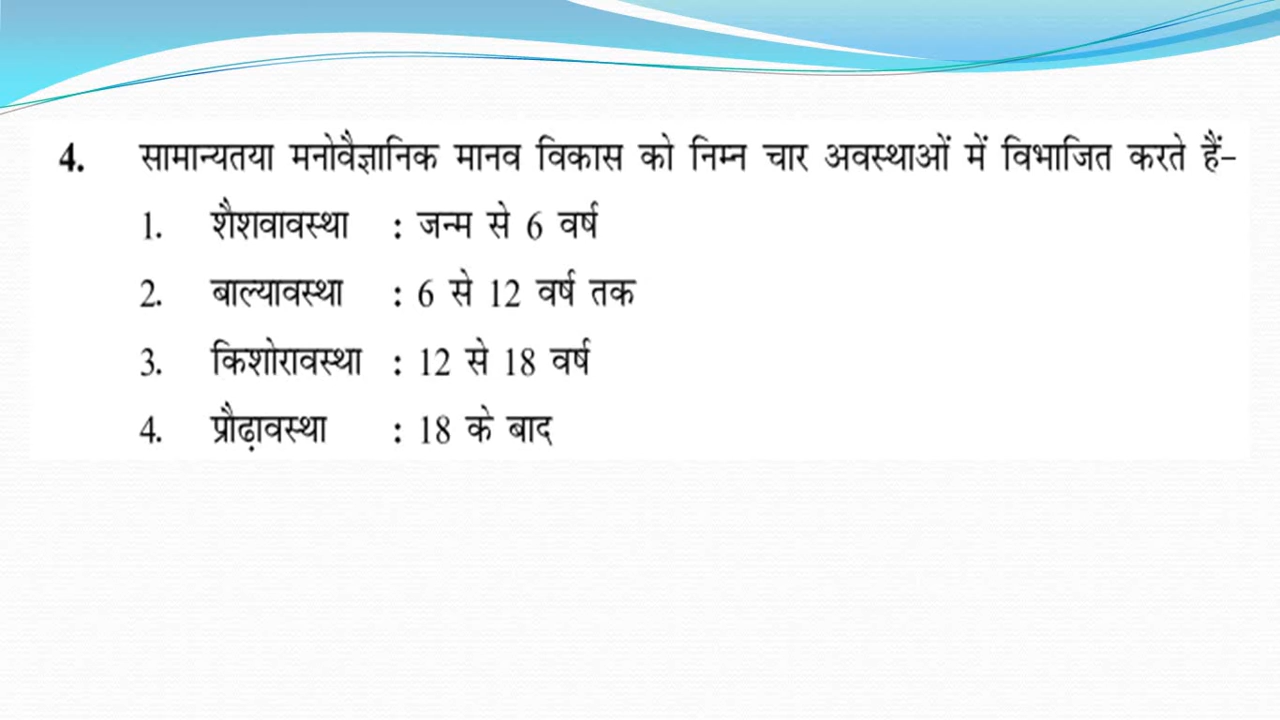 4. सामान्यतया मनोवैज्ञानिक मानव विकास को निम्न चार अवस्थाओं में विभाजित करते हैं-
1. शैशवावस्था : जन्म से 6 वर्ष
2. बाल्यावस्था : 6 से 12 वर्ष तक
3. किशोरावस्था : 12 से 18 वर्ष
4. प्रौढ़ावस्था : 18 के बाद